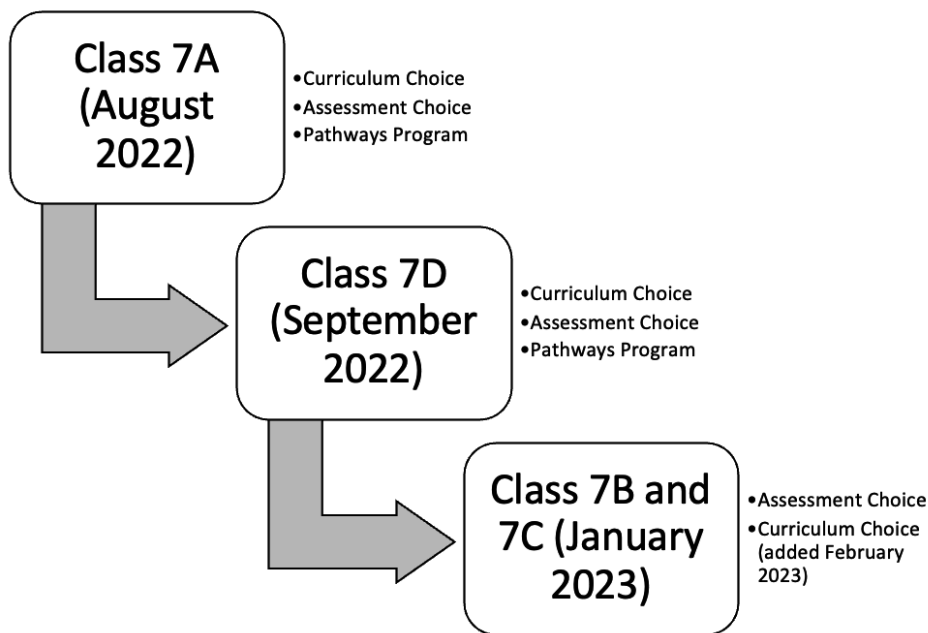 Class 7A
(August
2022)
•Curriculum Choice
•Assessment Choice
•Pathways Program
Class 7D
(September
2022)
•Curriculum Choice
•Assessment Choice
•Pathways Program
Class 7B and
7C (January
2023)
•Assessment Choice
•Curriculum Choice
(added February
2023)